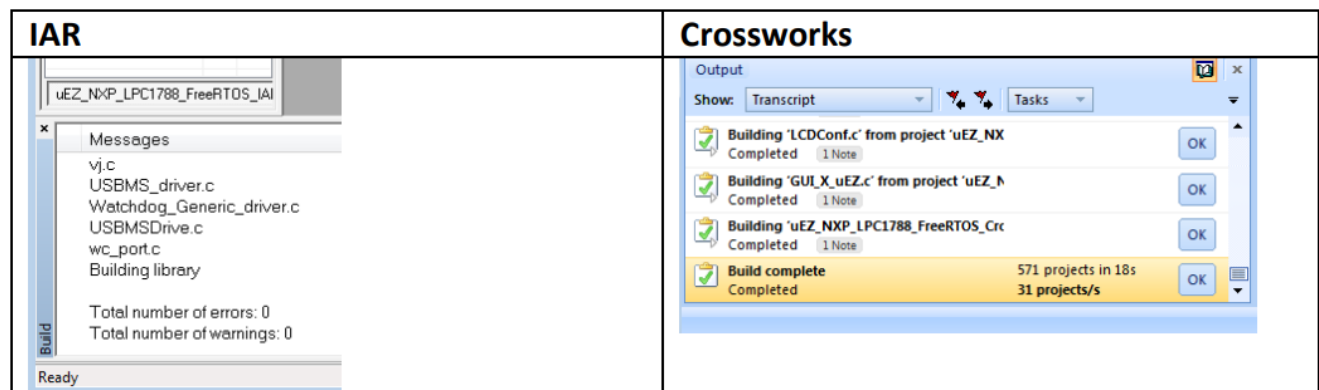 IAR
Crossworks
uEZ_NXP_LPC1788_FreeRTOS_IAI
Messages
vj.c
USBMS_driver.c
Watchdog_Generic_driver.c
USBMSDrive.c
wc_port.c
Building library
Total number of errors: 0
Total number of warnings: 0
Build
Ready
Output
Show: Transcript Tasks
Building 'LCDConf.c' from project 'uEZ_NX
Completed 1 Note OK
Building 'GUI_X_uEZ.c' from project 'uEZ_N
Completed 1 Note OK
Building 'uEZ_NXP_LPC1788_FreeRTOS_Crc
Completed 1 Note OK
Build complete 571 projects in 18s
Completed 31 projects/s OK